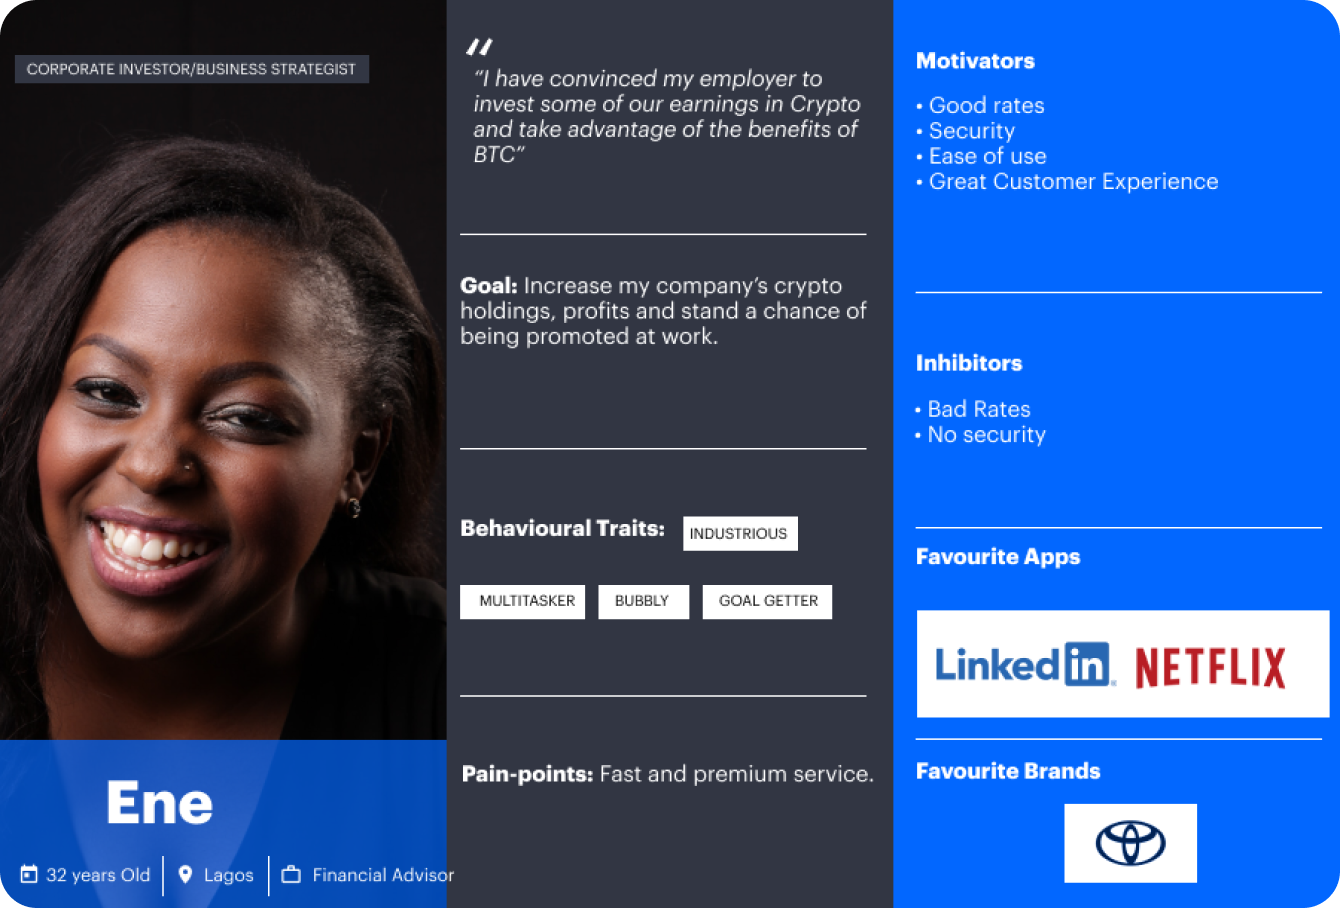 CORPORATE INVESTOR/BUSINESS STRATEGIST
Ene
32 years Old
Lagos
Financial Advisor
“I have convinced my employer to
invest some of our earnings in Crypto
and take advantage of the benefits of
BTC”
Goal: Increase my company’s crypto
holdings, profits and stand a chance of
being promoted at work.
Behavioural Traits: INDUSTRIOUS
MULTITASKER BUBBLY GOAL GETTER
Pain-points: Fast and premium service.
Motivators
• Good rates
• Security
• Ease of use
• Great Customer Experience
Inhibitors
• Bad Rates
• No security
Favourite Apps
LinkedIn NETFLIX
Favourite Brands